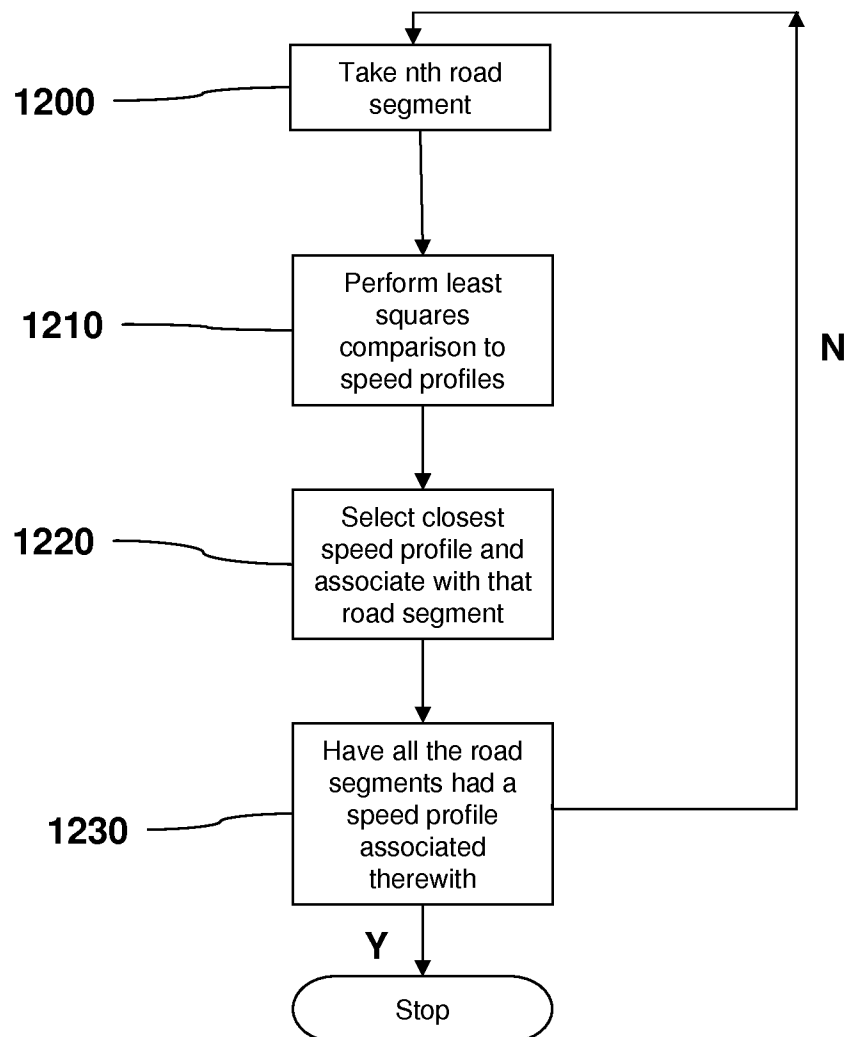 1200
Take nth road
segment
1210
Perform least
squares
comparison to
speed profiles
N
1220
Select closest
speed profile and
associate with that
road segment
1230
Have all the road
segments had a
speed profile
associated
therewith
Y
Stop